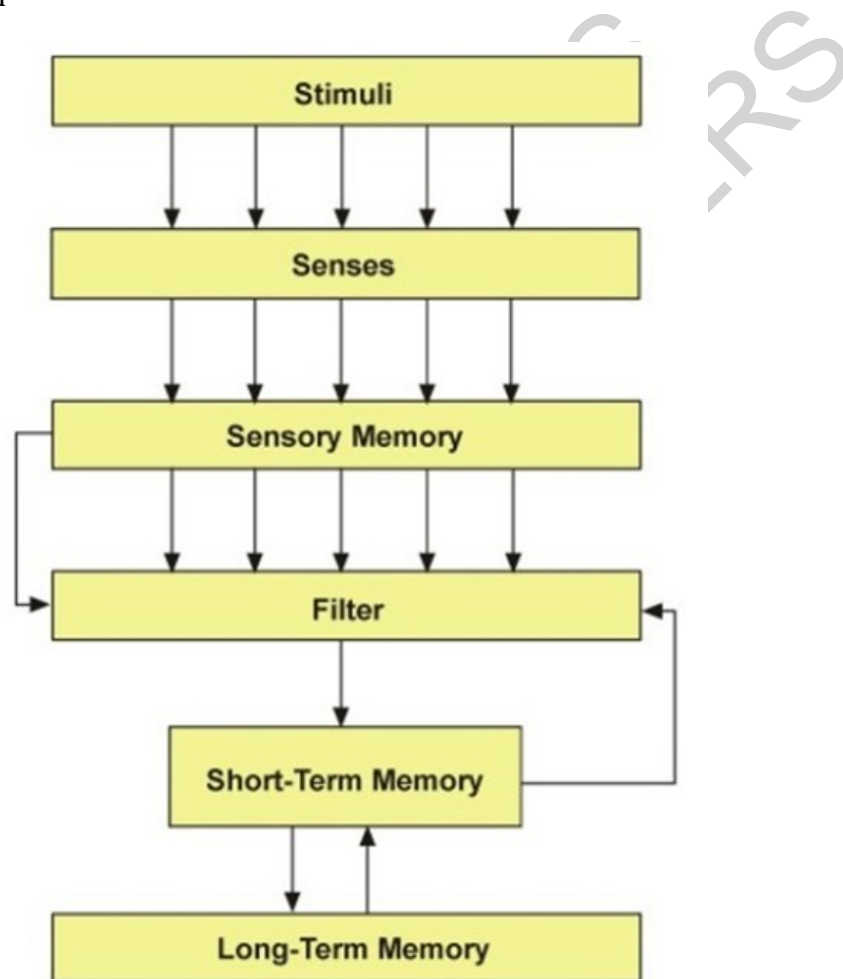 Stimuli
Senses
Sensory Memory
Filter
Short-Term Memory
Long-Term Memory